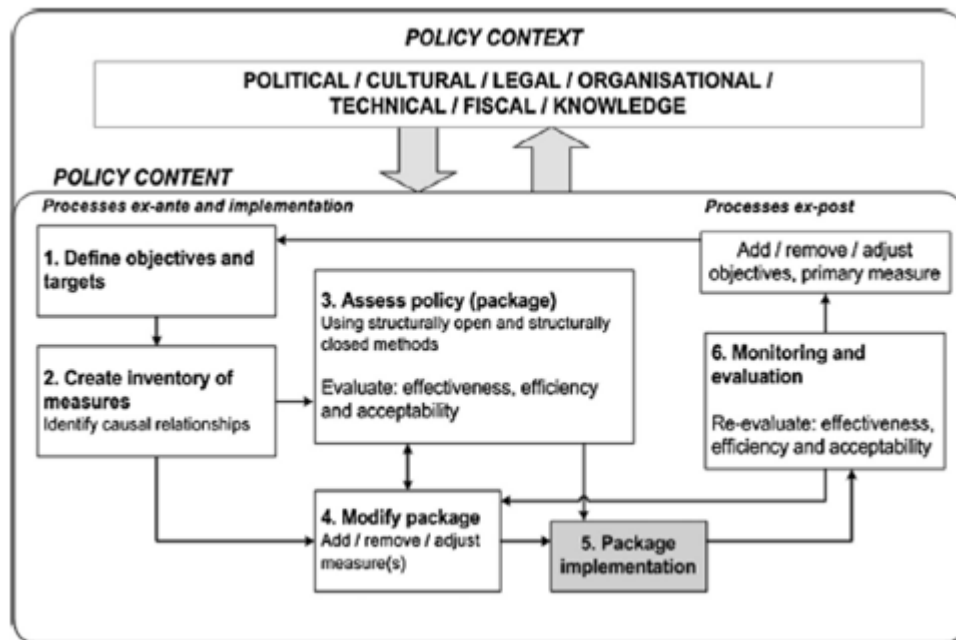 POLICY CONTEXT
POLITICAL / CULTURAL / LEGAL / ORGANISATIONAL /
TECHNICAL / FISCAL / KNOWLEDGE
POLICY CONTENT
Processes ex-ante and implementation
Processes ex-post
1. Define objectives and
targets
Add / remove / adjust
objectives, primary measure
3. Assess policy (package)
Using structurally open and structurally
closed methods
Evaluate: effectiveness, efficiency
and acceptability
2. Create inventory of
measures
Identify causal relationships
6. Monitoring and
evaluation
Re-evaluate: effectiveness,
efficiency and acceptability
4. Modify package
Add / remove / adjust
measure(s)
5. Package
implementation